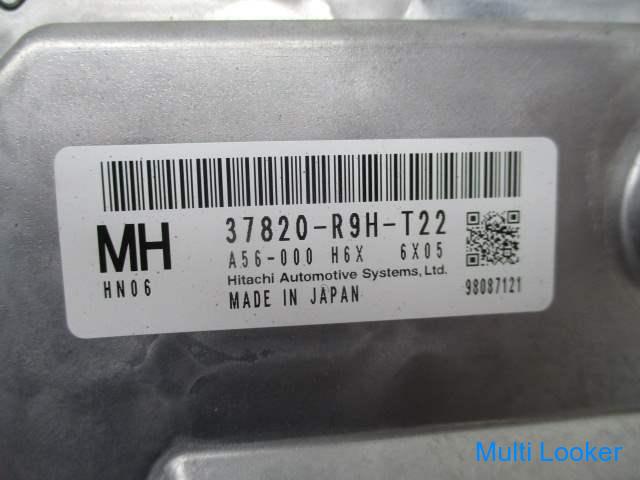 MH 37820-R9H-T22
A56-000 H6X 6X05
Hitachi Automotive Systems, Ltd.
HN06 MADE IN JAPAN 98087121
Multi Looker